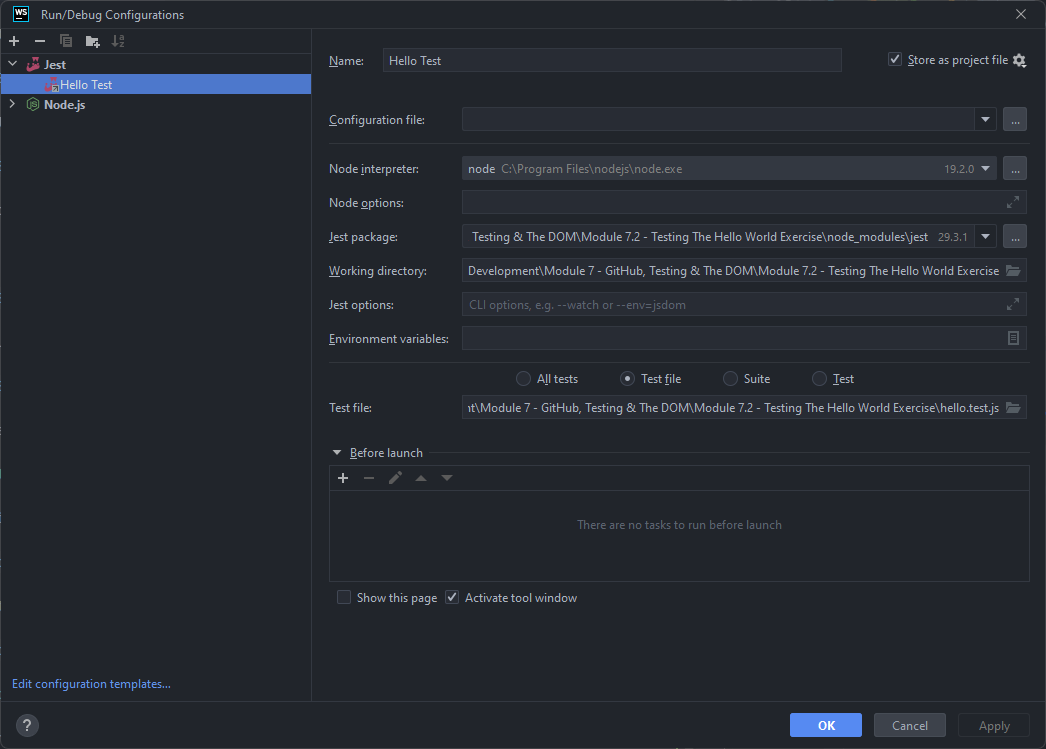 WS Run/Debug Configurations
Jest
Hello Test
Node.js
Edit configuration templates...
Name: Hello Test
Store as project file
Configuration file:
...
Node interpreter: node C:\Program Files\nodejs\node.exe 19.2.0
...
Node options:
Jest package: Testing & The DOM\Module 7.2 - Testing The Hello World Exercise\node_modules\jest 29.3.1
...
Working directory: Development\Module 7 - GitHub, Testing & The DOM\Module 7.2 - Testing The Hello World Exercise
Jest options: CLI options, e.g. --watch or --env=jsdom
Environment variables:
All tests Test file Suite Test
Test file: nt\Module 7 - GitHub, Testing & The DOM\Module 7.2 - Testing The Hello World Exercise\hello.test.js
Before launch
There are no tasks to run before launch
Show this page Activate tool window
? OK Cancel Apply